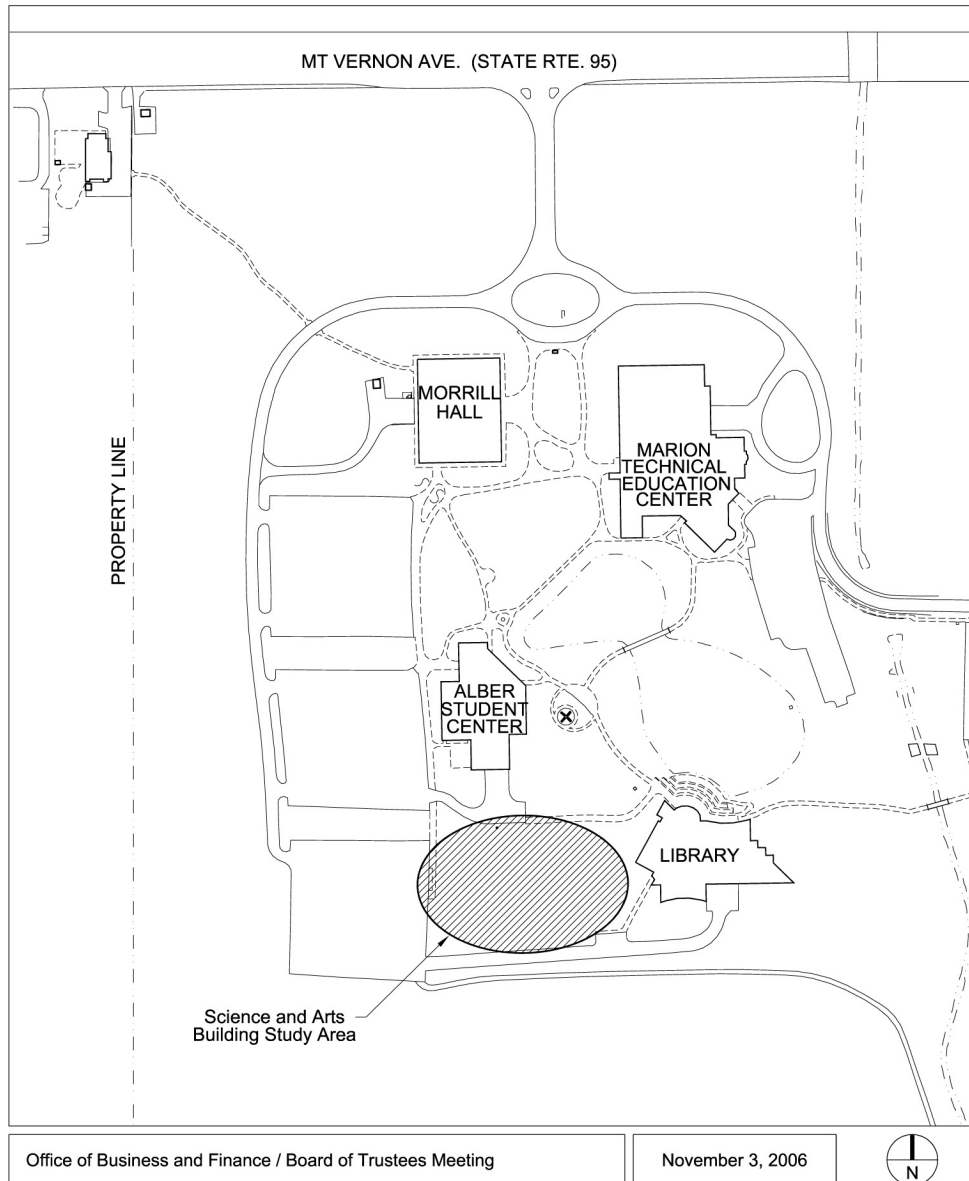 MT VERNON AVE. (STATE RTE. 95)
MORRILL
HALL
MARION
TECHNICAL
EDUCATION
CENTER
PROPERTY LINE
ALBER
STUDENT
CENTER
LIBRARY
Science and Arts
Building Study Area
Office of Business and Finance / Board of Trustees Meeting
November 3, 2006
N